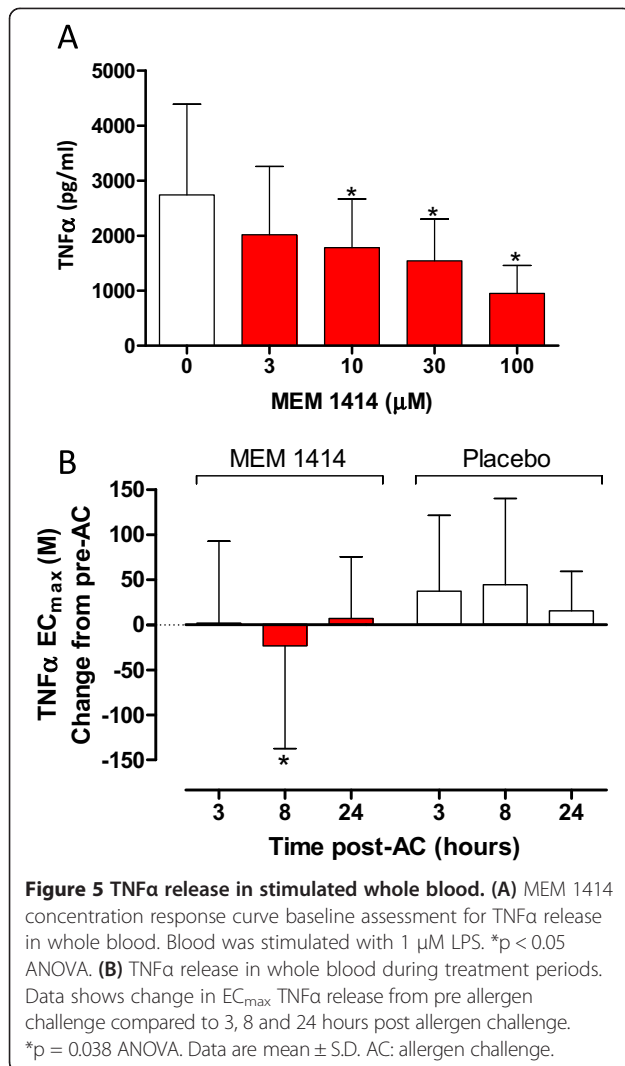 A
5000
4000
3000
2000
1000
0
TNFα (pg/ml)
* * *
0 3 10 30 100
MEM 1414 (μM)
B
MEM 1414 Placebo
150
100
50
0
-50
-100
-150
TNFα ECmax (M)
Change from pre-AC
*
3 8 24 3 8 24
Time post-AC (hours)
Figure 5 TNFα release in stimulated whole blood. (A) MEM 1414
concentration response curve baseline assessment for TNFα release
in whole blood. Blood was stimulated with 1 μM LPS. *p < 0.05
ANOVA. (B) TNFα release in whole blood during treatment periods.
Data shows change in ECmax TNFα release from pre allergen
challenge compared to 3, 8 and 24 hours post allergen challenge.
*p = 0.038 ANOVA. Data are mean ± S.D. AC: allergen challenge.